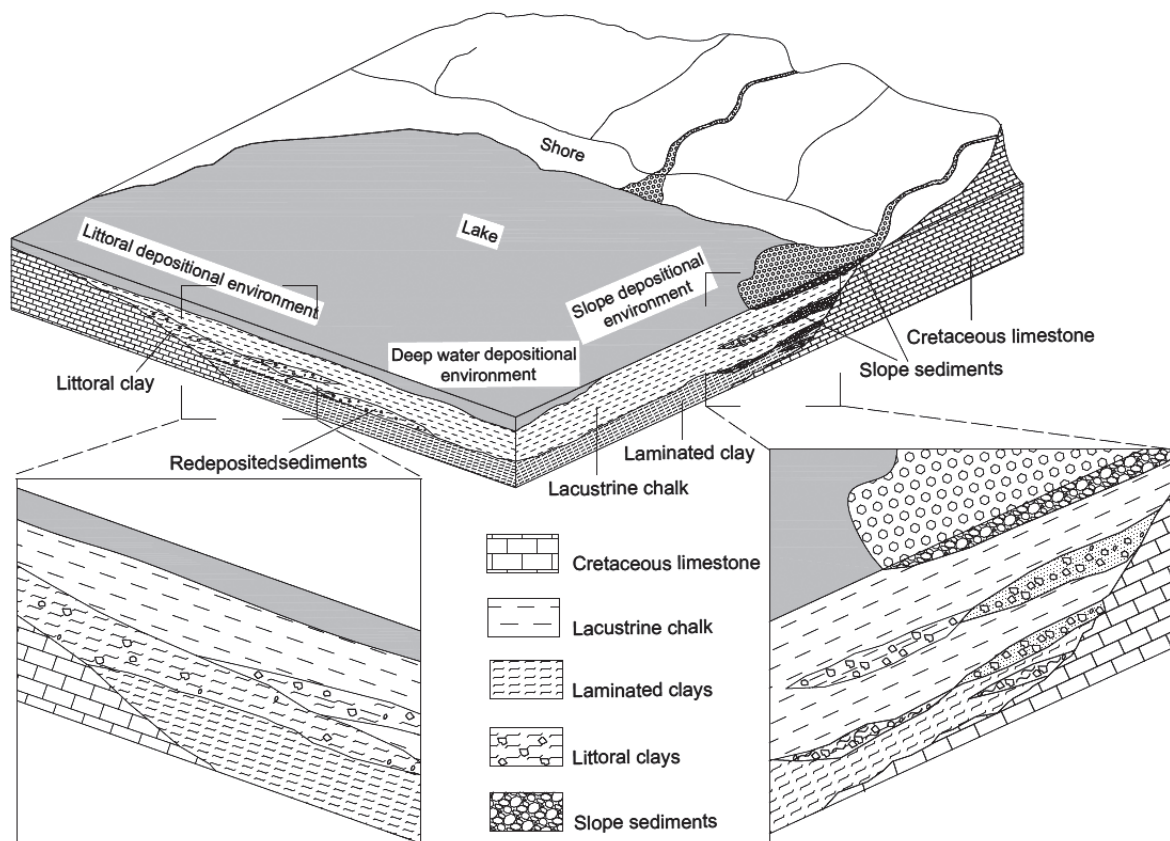 Shore
Lake
Littoral depositional environment
Slope depositional
environment
Deep water depositional
environment
Cretaceous limestone
Slope sediments
Littoral clay
Redepositedsediments
Laminated clay
Lacustrine chalk
Cretaceous limestone
Lacustrine chalk
Laminated clays
Littoral clays
Slope sediments